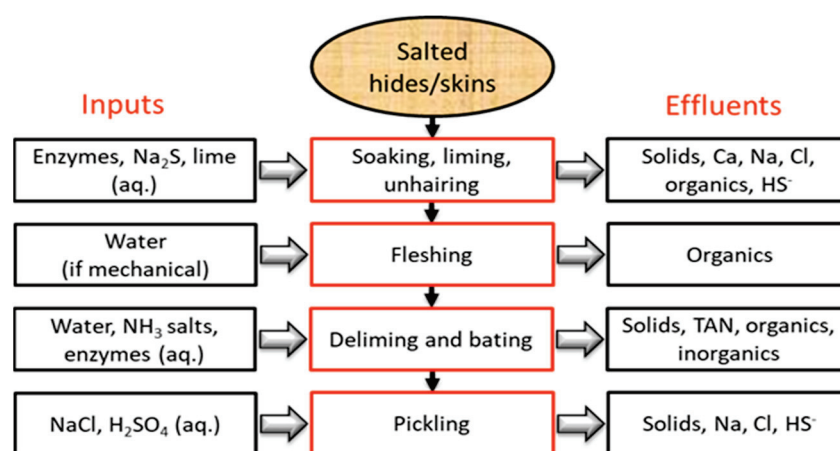 Salted
hides/skins
Inputs
Effluents
Enzymes, Na₂S, lime
(aq.)
Soaking, liming,
unhairing
Solids, Ca, Na, Cl,
organics, HS⁻
Water
(if mechanical)
Fleshing
Organics
Water, NH₃ salts,
enzymes (aq.)
Deliming and bating
Solids, TAN, organics,
inorganics
NaCl, H₂SO₄ (aq.)
Pickling
Solids, Na, Cl, HS⁻